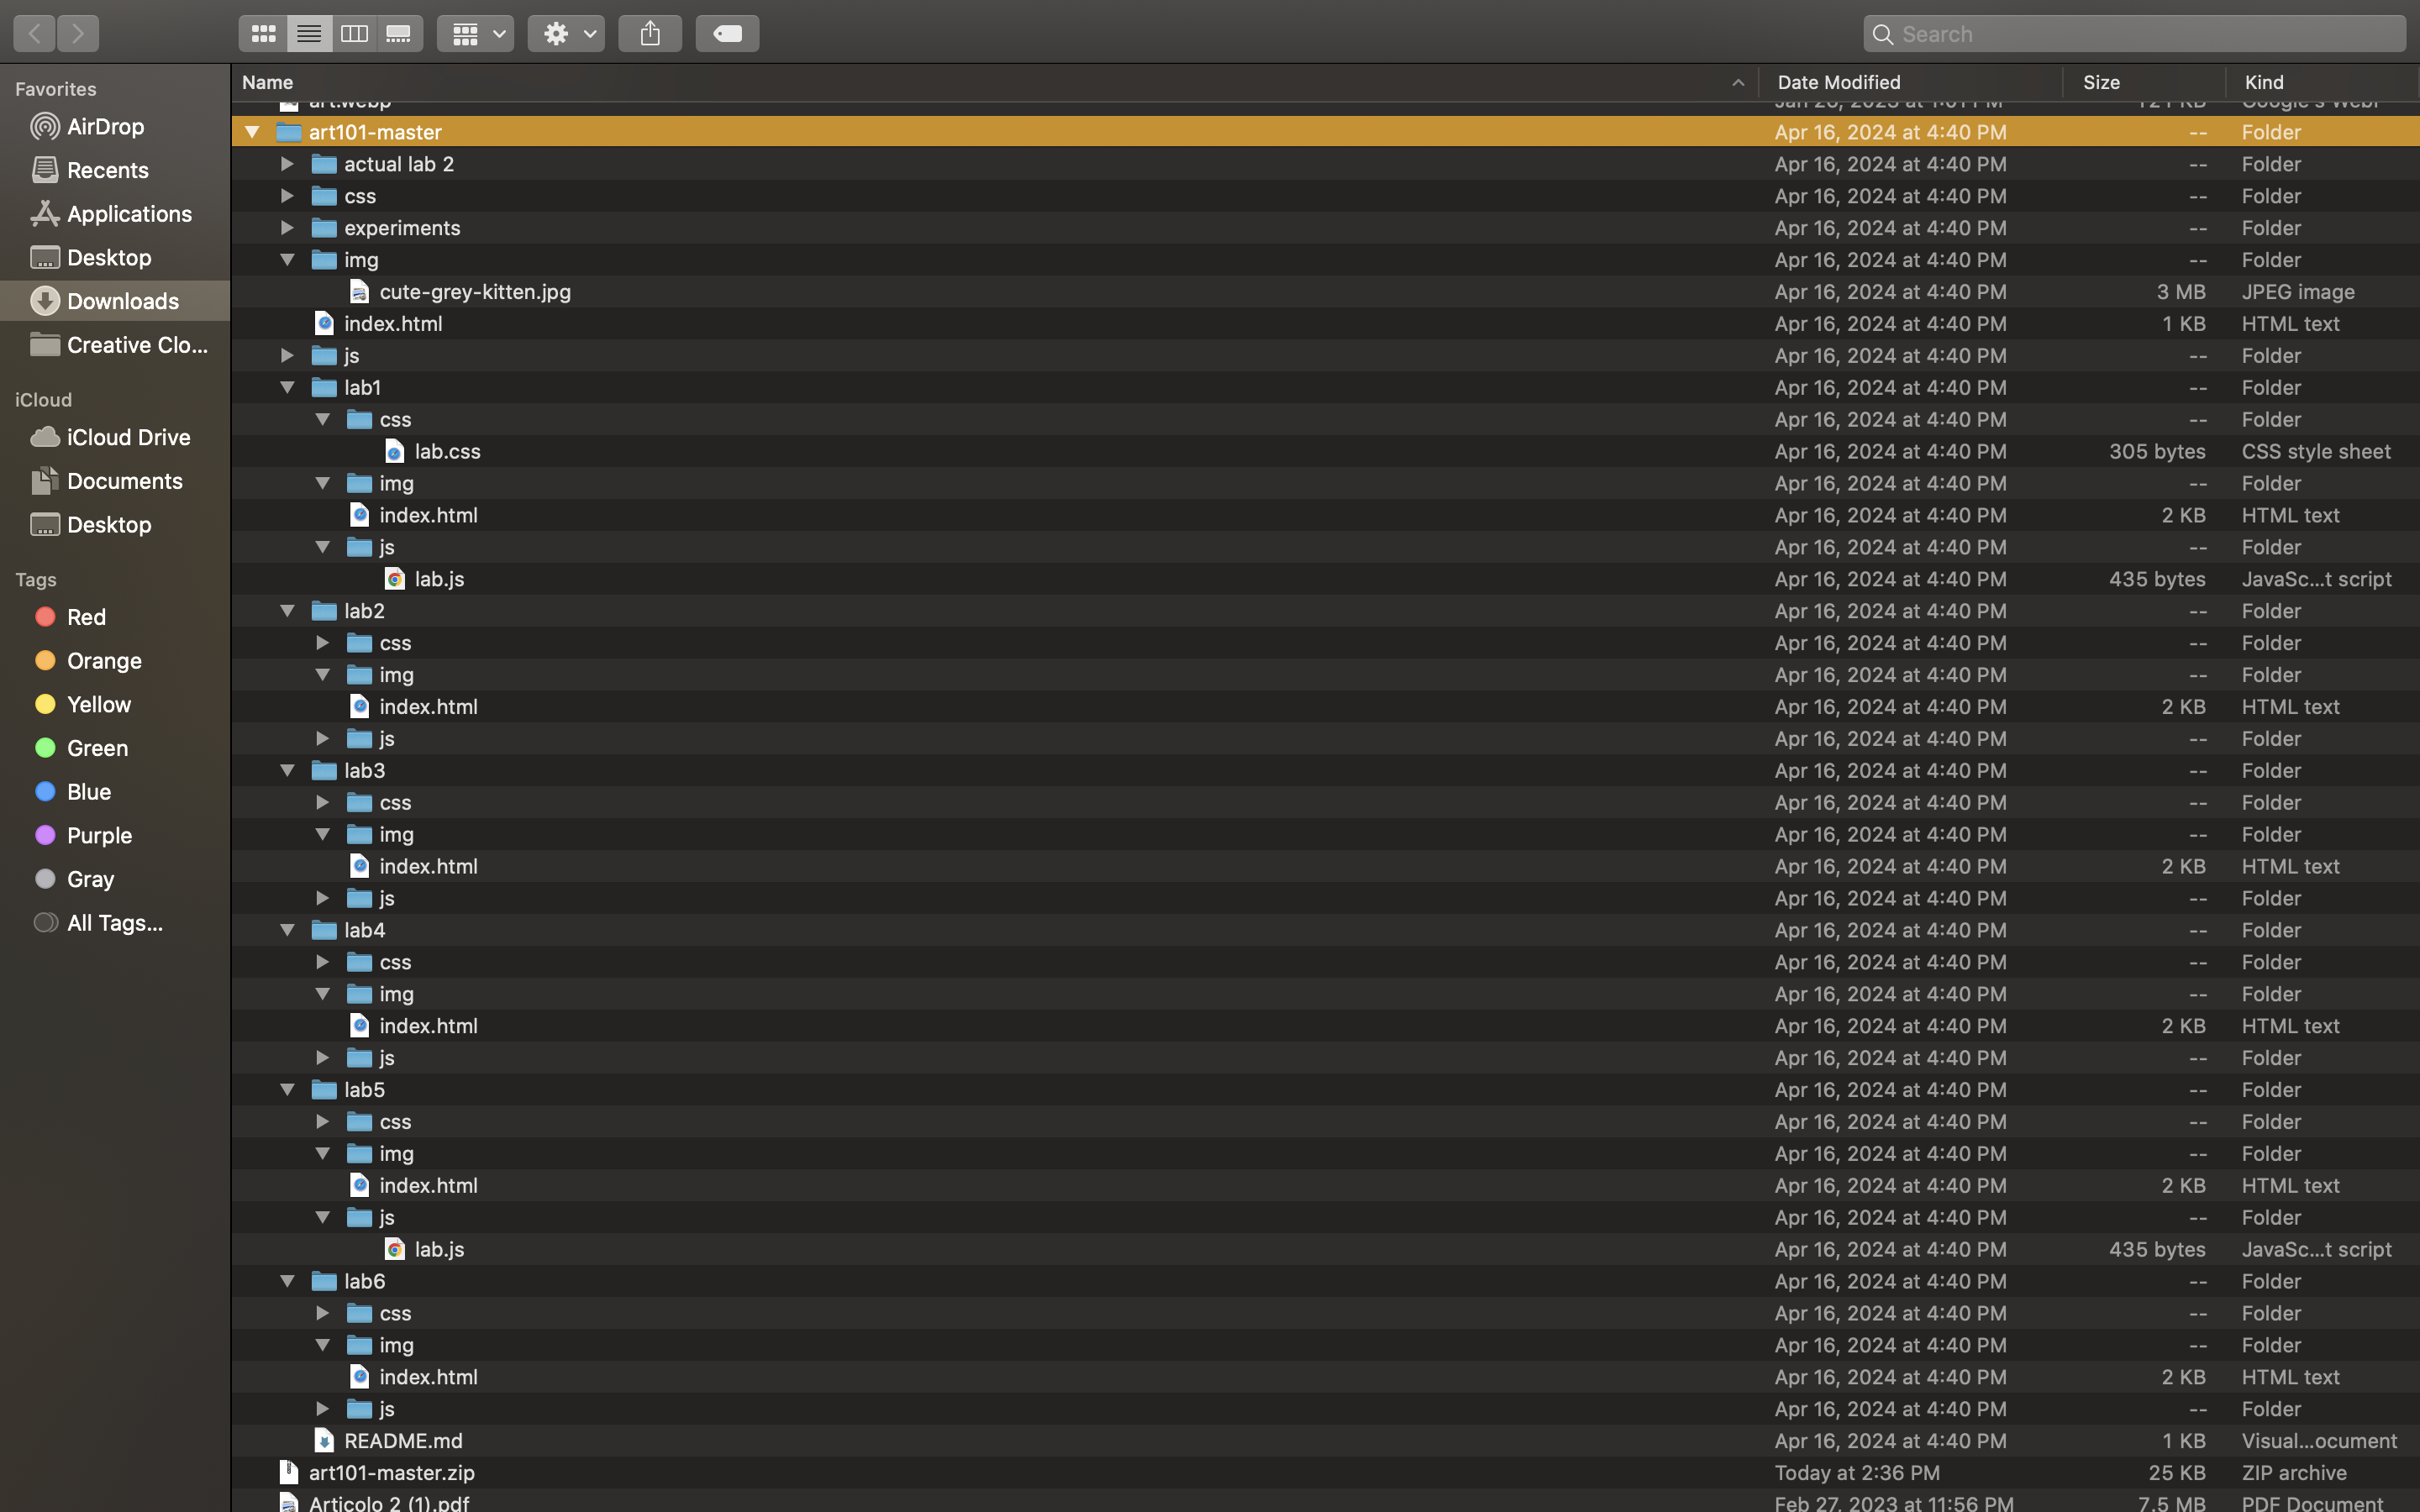 Search
Favorites
AirDrop
Recents
Applications
Desktop
Downloads
Creative Clo...
iCloud
iCloud Drive
Documents
Desktop
Tags
Red
Orange
Yellow
Green
Blue
Purple
Gray
All Tags...
Name Date Modified Size Kind
art.webp Jan 26, 2023 at 1:01 PM 121 KB
art101-master Apr 16, 2024 at 4:40 PM -- Folder
actual lab 2 Apr 16, 2024 at 4:40 PM -- Folder
css Apr 16, 2024 at 4:40 PM -- Folder
experiments Apr 16, 2024 at 4:40 PM -- Folder
img Apr 16, 2024 at 4:40 PM -- Folder
cute-grey-kitten.jpg Apr 16, 2024 at 4:40 PM 3 MB JPEG image
index.html Apr 16, 2024 at 4:40 PM 1 KB HTML text
js Apr 16, 2024 at 4:40 PM -- Folder
lab1 Apr 16, 2024 at 4:40 PM -- Folder
css Apr 16, 2024 at 4:40 PM -- Folder
lab.css Apr 16, 2024 at 4:40 PM 305 bytes CSS style sheet
img Apr 16, 2024 at 4:40 PM -- Folder
index.html Apr 16, 2024 at 4:40 PM 2 KB HTML text
js Apr 16, 2024 at 4:40 PM -- Folder
lab.js Apr 16, 2024 at 4:40 PM 435 bytes JavaSc...t script
lab2 Apr 16, 2024 at 4:40 PM -- Folder
css Apr 16, 2024 at 4:40 PM -- Folder
img Apr 16, 2024 at 4:40 PM -- Folder
index.html Apr 16, 2024 at 4:40 PM 2 KB HTML text
js Apr 16, 2024 at 4:40 PM -- Folder
lab3 Apr 16, 2024 at 4:40 PM -- Folder
css Apr 16, 2024 at 4:40 PM -- Folder
img Apr 16, 2024 at 4:40 PM -- Folder
index.html Apr 16, 2024 at 4:40 PM 2 KB HTML text
js Apr 16, 2024 at 4:40 PM -- Folder
lab4 Apr 16, 2024 at 4:40 PM -- Folder
css Apr 16, 2024 at 4:40 PM -- Folder
img Apr 16, 2024 at 4:40 PM -- Folder
index.html Apr 16, 2024 at 4:40 PM 2 KB HTML text
js Apr 16, 2024 at 4:40 PM -- Folder
lab5 Apr 16, 2024 at 4:40 PM -- Folder
css Apr 16, 2024 at 4:40 PM -- Folder
img Apr 16, 2024 at 4:40 PM -- Folder
index.html Apr 16, 2024 at 4:40 PM 2 KB HTML text
js Apr 16, 2024 at 4:40 PM -- Folder
lab.js Apr 16, 2024 at 4:40 PM 435 bytes JavaSc...t script
lab6 Apr 16, 2024 at 4:40 PM -- Folder
css Apr 16, 2024 at 4:40 PM -- Folder
img Apr 16, 2024 at 4:40 PM -- Folder
index.html Apr 16, 2024 at 4:40 PM 2 KB HTML text
js Apr 16, 2024 at 4:40 PM -- Folder
README.md Apr 16, 2024 at 4:40 PM 1 KB Visual...ocument
art101-master.zip Today at 2:36 PM 25 KB ZIP archive
Articolo 2 (1).pdf Feb 27, 2023 at 11:56 PM 7.5 MB PDF Document